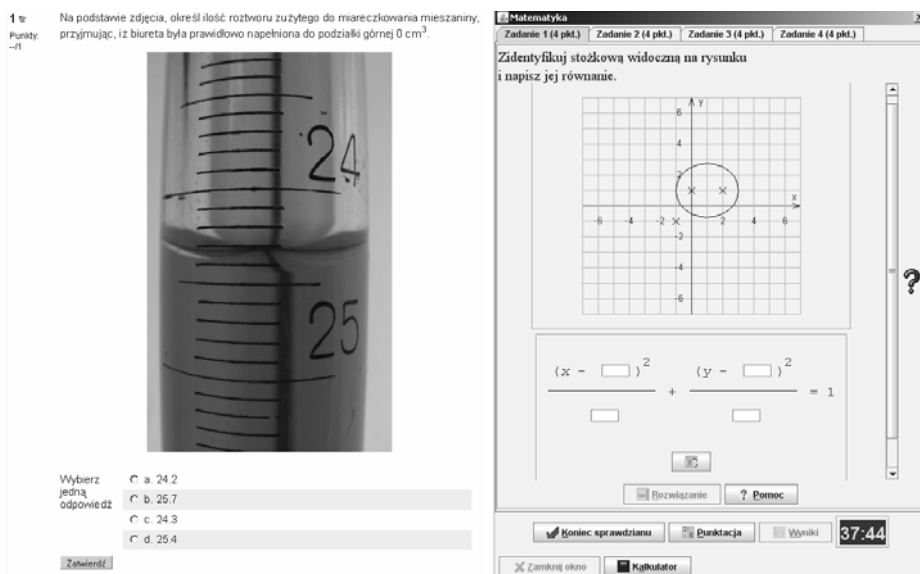 1
Punkty:
--/1
Na podstawie zdjęcia, określ ilość roztworu zużytego do miareczkowania mieszaniny,
przyjmując, iż biureta była prawidłowo napełniona do podziałki górnej 0 cm³.
24
25
Wybierz
jedną
odpowiedź
a. 24.2
b. 25.7
c. 24.3
d. 25.4
Zatwierdź
Matematyka
Zadanie 1 (4 pkt.) Zadanie 2 (4 pkt.) Zadanie 3 (4 pkt.) Zadanie 4 (4 pkt.)
Zidentyfikuj stożkową widoczną na rysunku
i napisz jej równanie.
y
6
4
2
x
-6 -4 -2 2 4 6
-2
-4
-6
(x - )² + (y - )² = 1
Rozwiązanie ? Pomoc
Koniec sprawdzianu Punktacja Wyniki 37:44
Zamknij okno Kalkulator
?